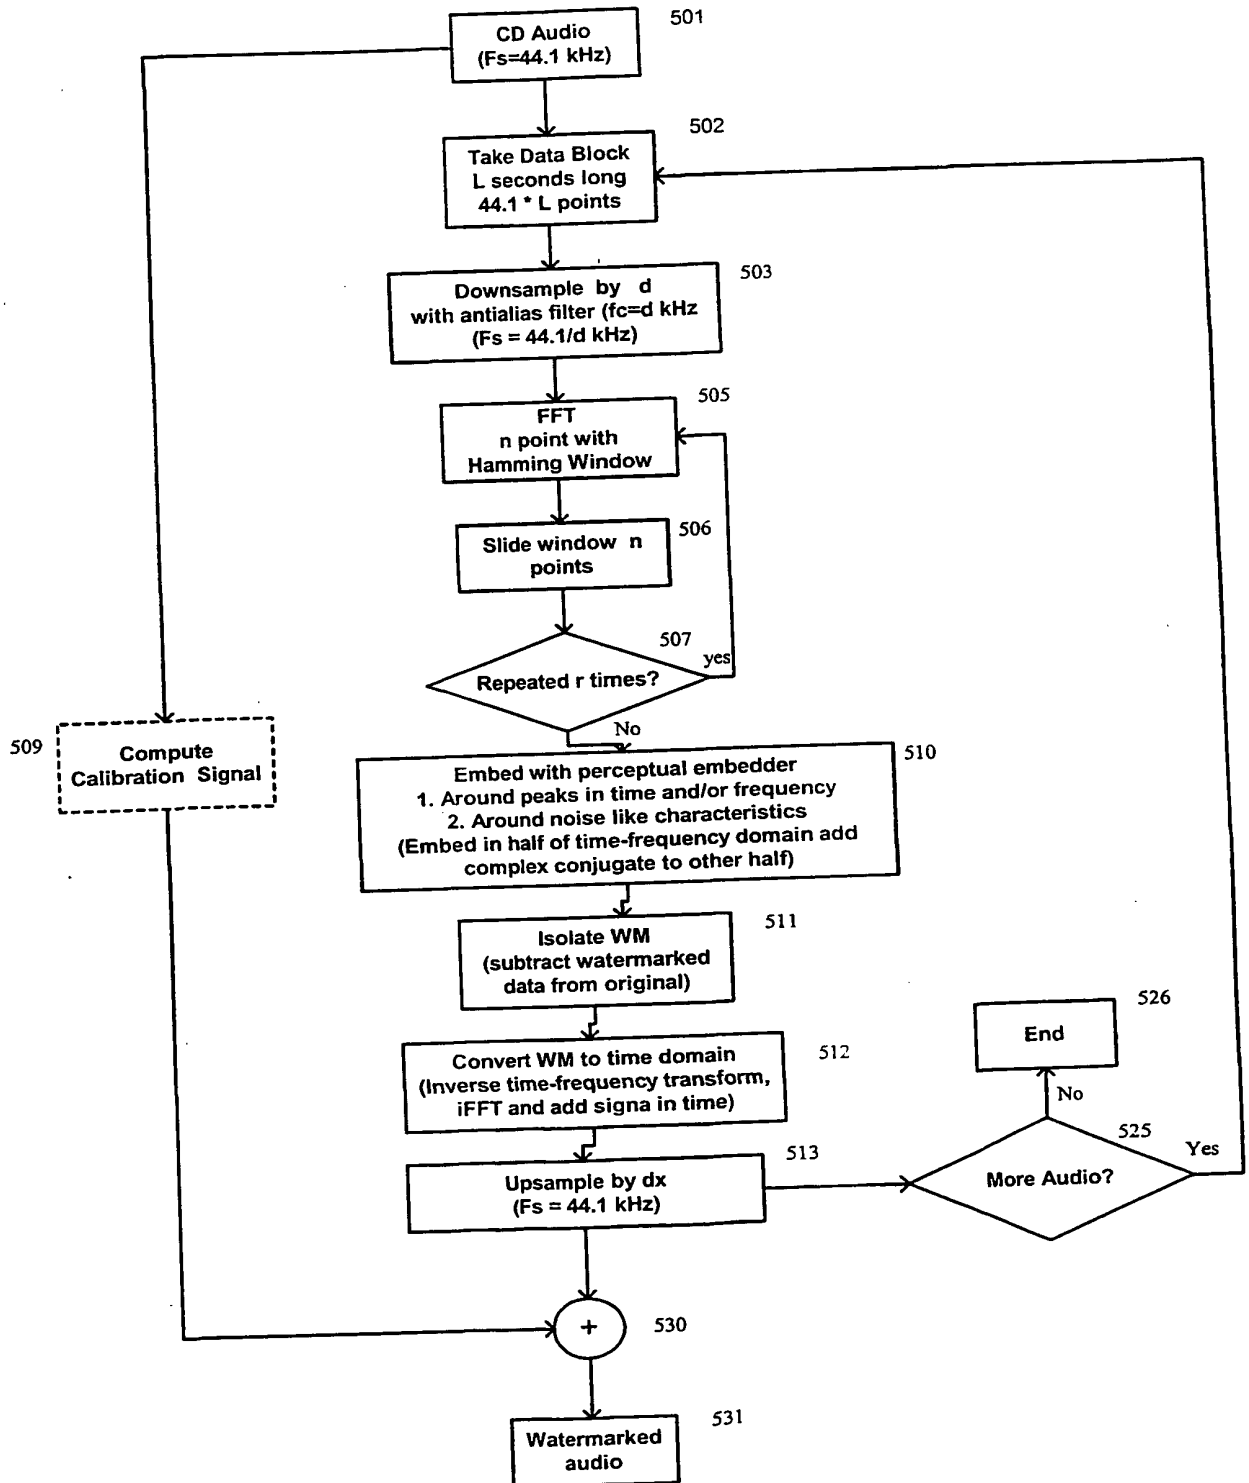 501
CD Audio
(Fs=44.1 kHz)
502
Take Data Block
L seconds long
44.1 * L points
503
Downsample by d
with antialias filter (fc=d kHz
(Fs = 44.1/d kHz)
505
FFT
n point with
Hamming Window
506
Slide window n
points
507
yes
Repeated r times?
No
509
Compute
Calibration Signal
510
Embed with perceptual embedder
1. Around peaks in time and/or frequency
2. Around noise like characteristics
(Embed in half of time-frequency domain add
complex conjugate to other half)
511
Isolate WM
(subtract watermarked
data from original)
526
End
No
512
Convert WM to time domain
(Inverse time-frequency transform,
iFFT and add signa in time)
525
Yes
More Audio?
513
Upsample by dx
(Fs = 44.1 kHz)
+
530
531
Watermarked
audio